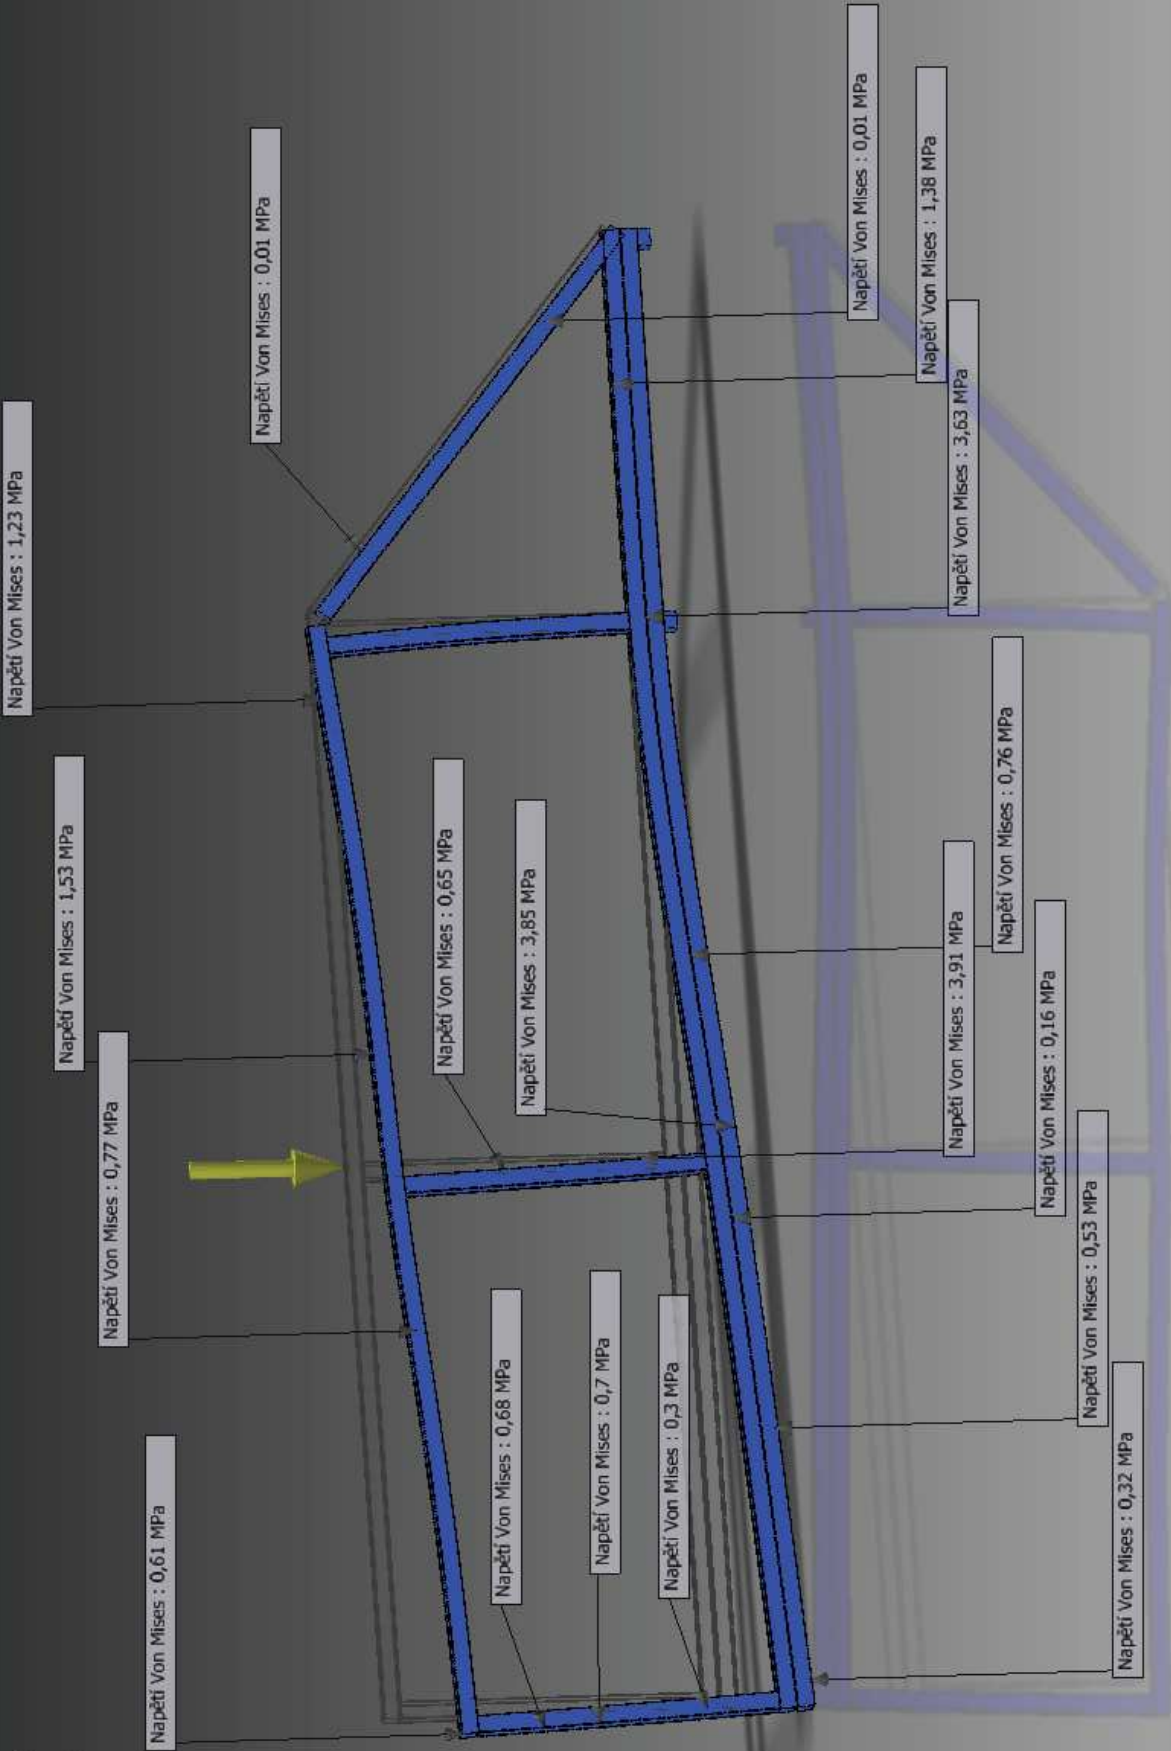 Napětí Von Mises : 1,23 MPa
Napětí Von Mises : 1,53 MPa
Napětí Von Mises : 0,77 MPa
Napětí Von Mises : 0,61 MPa
Napětí Von Mises : 0,01 MPa
Napětí Von Mises : 0,65 MPa
Napětí Von Mises : 0,68 MPa
Napětí Von Mises : 3,85 MPa
Napětí Von Mises : 0,7 MPa
Napětí Von Mises : 0,3 MPa
Napětí Von Mises : 0,01 MPa
Napětí Von Mises : 1,38 MPa
Napětí Von Mises : 3,91 MPa
Napětí Von Mises : 3,63 MPa
Napětí Von Mises : 0,76 MPa
Napětí Von Mises : 0,16 MPa
Napětí Von Mises : 0,53 MPa
Napětí Von Mises : 0,32 MPa